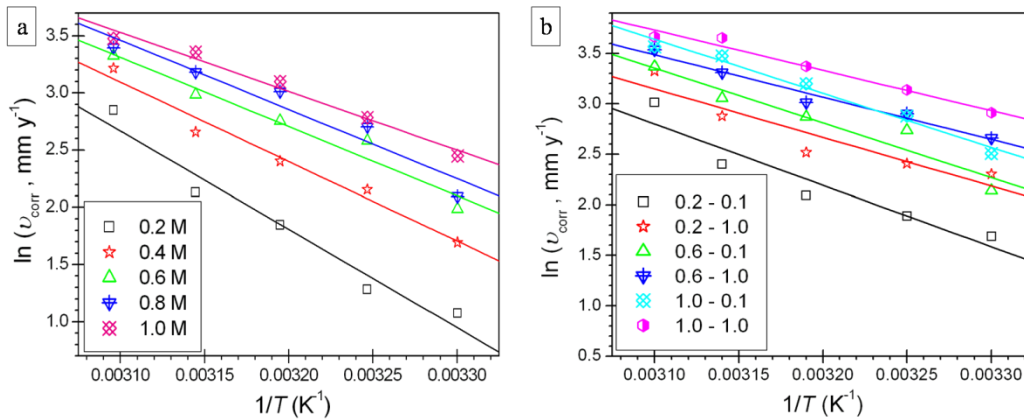 a
ln (υcorr , mm y-1)
3.5
3.0
2.5
2.0
1.5
1.0
0.2 M
0.4 M
0.6 M
0.8 M
1.0 M
0.00310 0.00315 0.00320 0.00325 0.00330
1/T (K-1)
b
ln (υcorr , mm y-1)
3.5
3.0
2.5
2.0
1.5
1.0
0.5
0.2 - 0.1
0.2 - 1.0
0.6 - 0.1
0.6 - 1.0
1.0 - 0.1
1.0 - 1.0
0.00310 0.00315 0.00320 0.00325 0.00330
1/T (K-1)